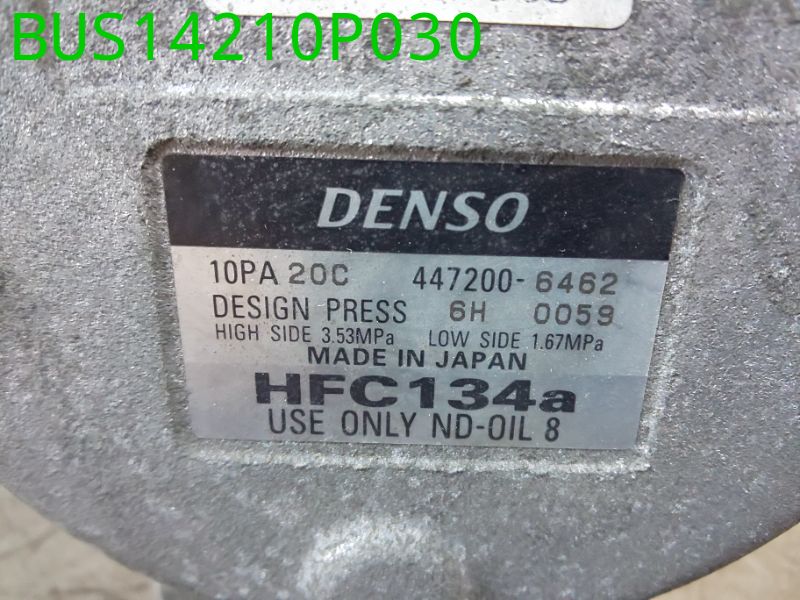 BUS14210P030
DENSO
10PA 20C 447200-6462
DESIGN PRESS 6H 0059
HIGH SIDE 3.53MPa LOW SIDE 1.67MPa
MADE IN JAPAN
HFC134a
USE ONLY ND-OIL 8